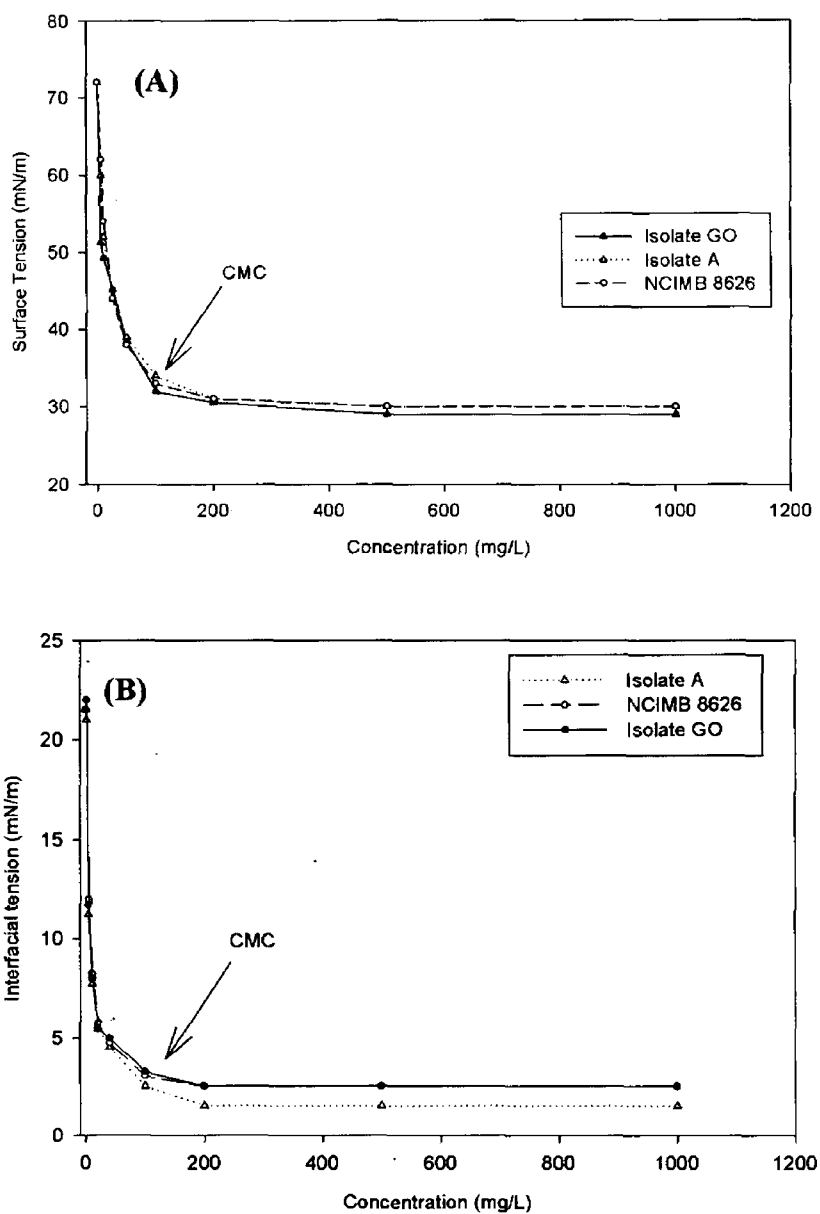 80
(A)
70
60
50
40
30
20
Surface Tension (mN/m)
Isolate GO
Isolate A
NCIMB 8626
CMC
0 200 400 600 800 1000 1200
Concentration (mg/L)
25
(B)
20
15
10
5
0
Interfacial tension (mN/m)
Isolate A
NCIMB 8626
Isolate GO
CMC
0 200 400 600 800 1000 1200
Concentration (mg/L)